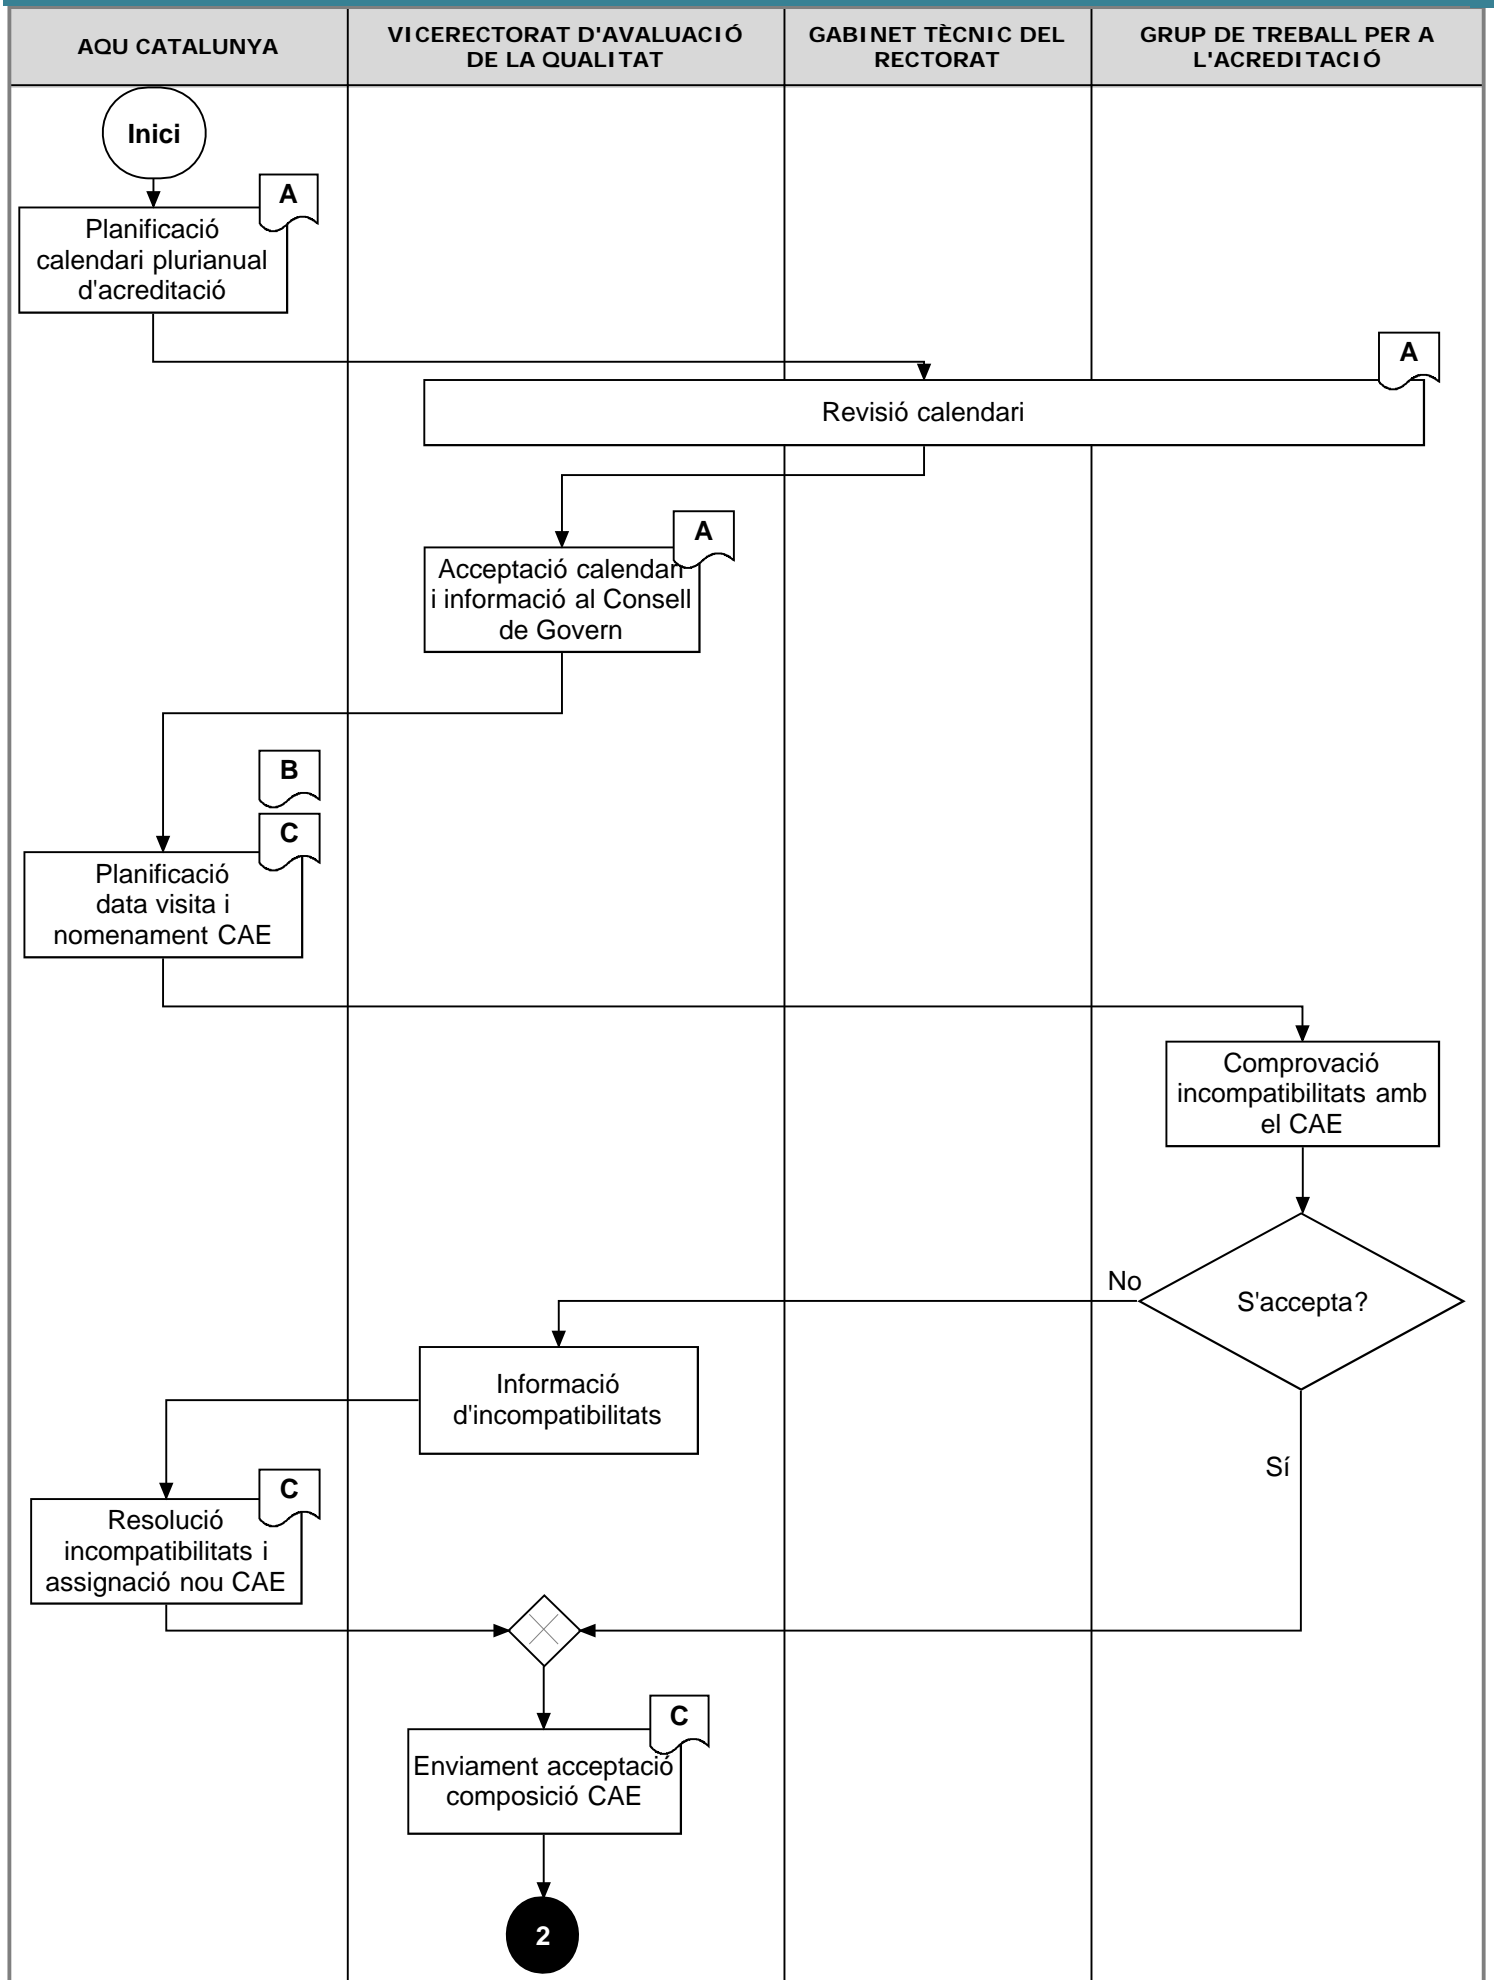 AQU CATALUNYA
VICERECTORAT D'AVALUACIÓ
DE LA QUALITAT
GABINET TÈCNIC DEL
RECTORAT
GRUP DE TREBALL PER A
L'ACREDITACIÓ
Inici
A
Planificació
calendari plurianual
d'acreditació
A
Revisió calendari
A
Acceptació calendari
i informació al Consell
de Govern
B
C
Planificació
data visita i
nomenament CAE
Comprovació
incompatibilitats amb
el CAE
No
S'accepta?
Informació
d'incompatibilitats
Sí
C
Resolució
incompatibilitats i
assignació nou CAE
C
Enviament acceptació
composició CAE
2